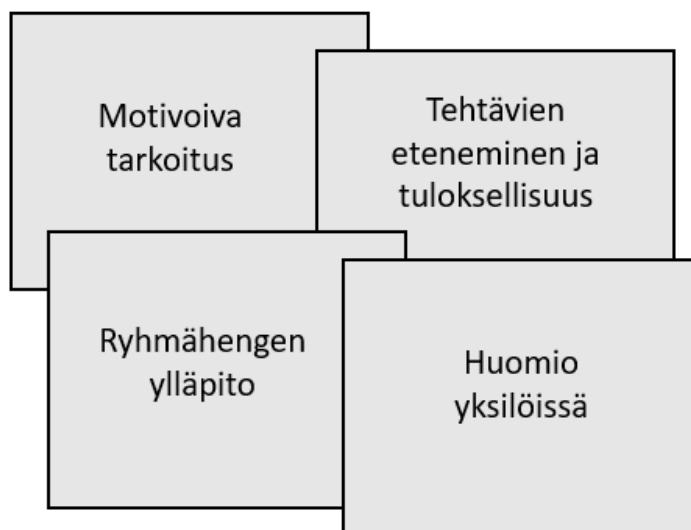 Motivoiva
tarkoitus
Tehtävien
eteneminen ja
tuloksellisuus
Ryhmähengen
ylläpito
Huomio
yksilöissä